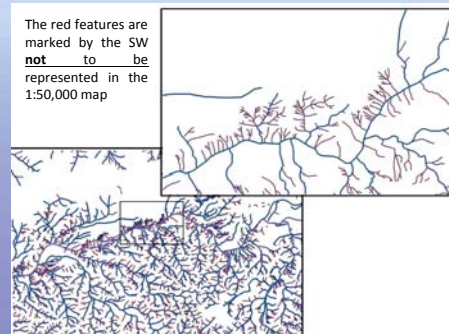 The red features are
marked by the SW
not to be
represented in the
1:50,000 map